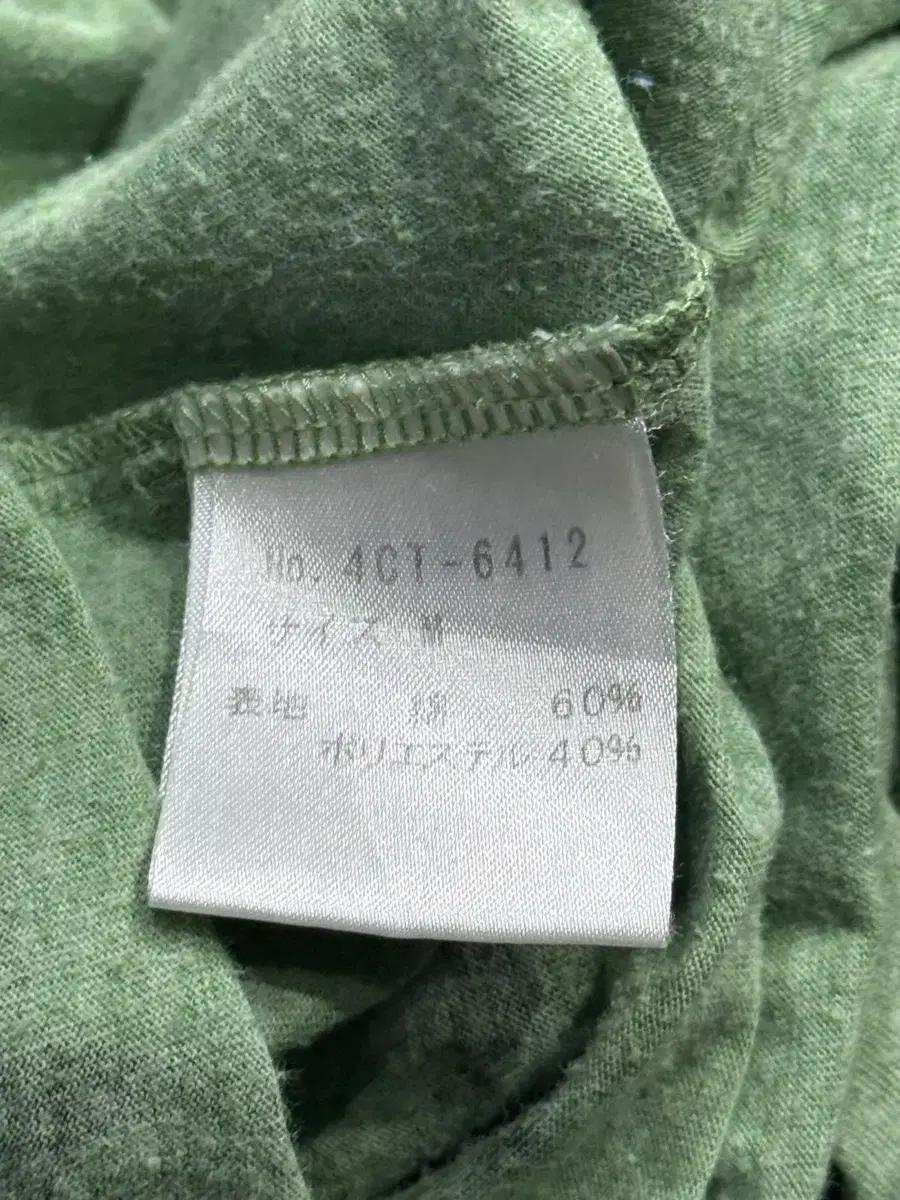 No. 4CT-6412
サイズ M
表地 綿 60%
ポリエステル 40%